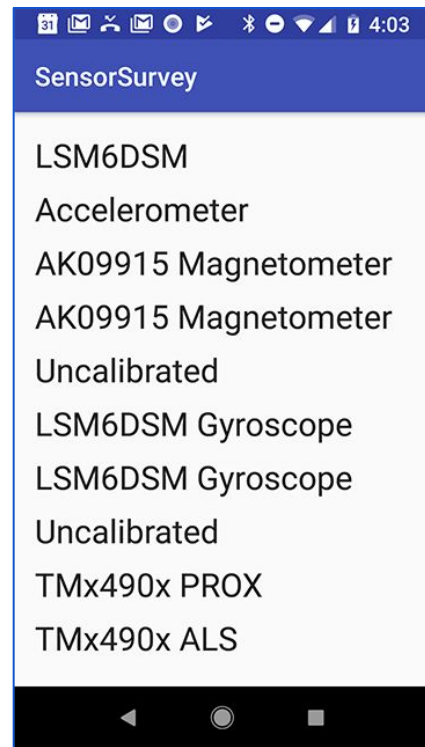 31 4:03
SensorSurvey
LSM6DSM
Accelerometer
AK09915 Magnetometer
AK09915 Magnetometer
Uncalibrated
LSM6DSM Gyroscope
LSM6DSM Gyroscope
Uncalibrated
TMx490x PROX
TMx490x ALS